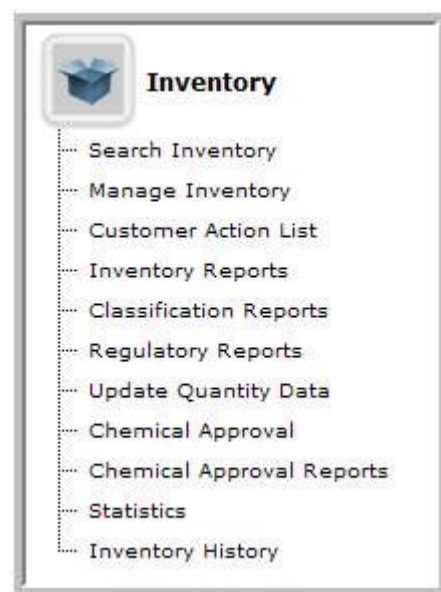 Inventory
Search Inventory
Manage Inventory
Customer Action List
Inventory Reports
Classification Reports
Regulatory Reports
Update Quantity Data
Chemical Approval
Chemical Approval Reports
Statistics
Inventory History